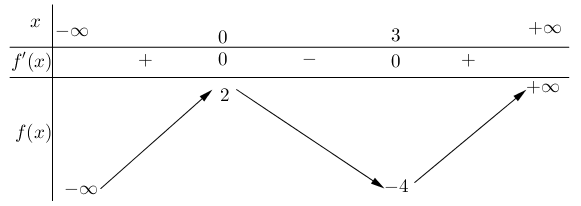 x −∞ 0 3 +∞
f′(x) + 0 − 0 +
2 +∞
f(x)
−∞ −4